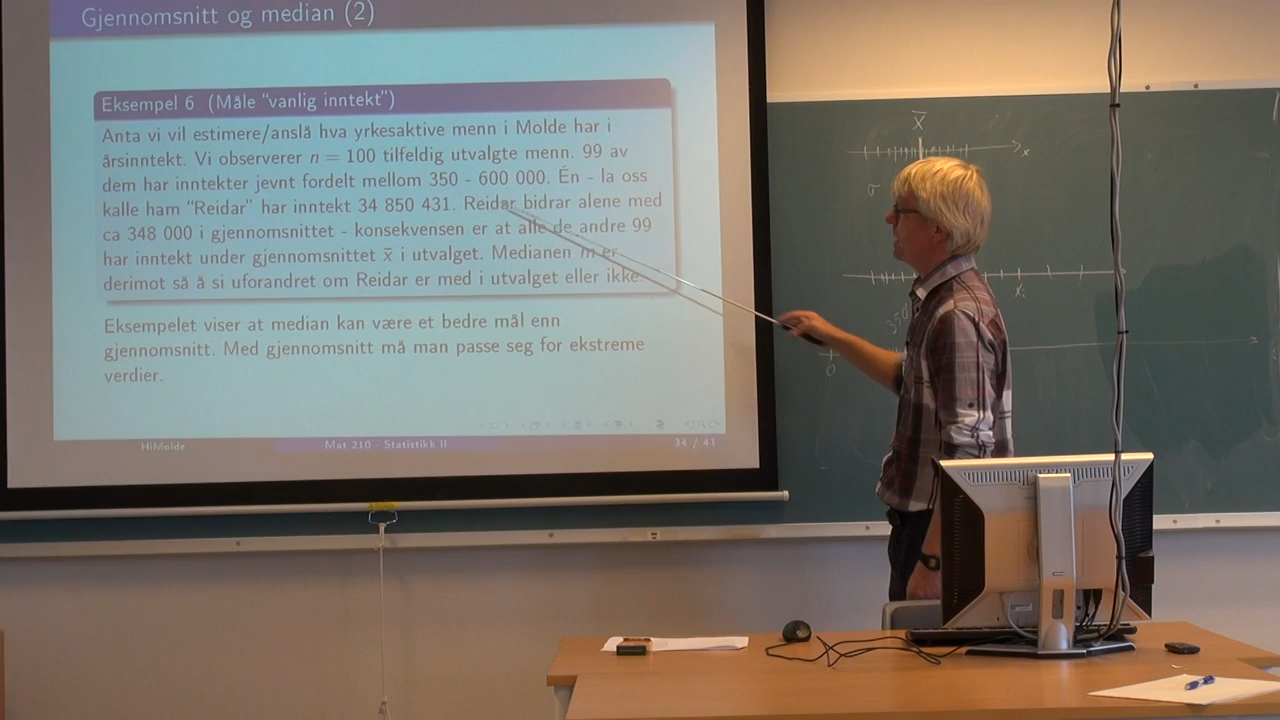 Gjennomsnitt og median (2)
Eksempel 6 (Måle "vanlig inntekt")
Anta vi vil estimere/anslå hva yrkesaktive menn i Molde har i
årsinntekt. Vi observerer n = 100 tilfeldig utvalgte menn. 99 av
dem har inntekter jevnt fordelt mellom 350 - 600 000. Én - la oss
kalle ham "Reidar" har inntekt 34 850 431. Reidar bidrar alene med
ca 348 000 i gjennomsnittet - konsekvensen er at alle de andre 99
har inntekt under gjennomsnittet x̄ i utvalget. Medianen m er
derimot så å si uforandret om Reidar er med i utvalget eller ikke.
Eksempelet viser at median kan være et bedre mål enn
gjennomsnitt. Med gjennomsnitt må man passe seg for ekstreme
verdier.
HiMolde
Mat 210 - Statistikk II
34 / 41
x̄
x
σ
xᵢ
350
0